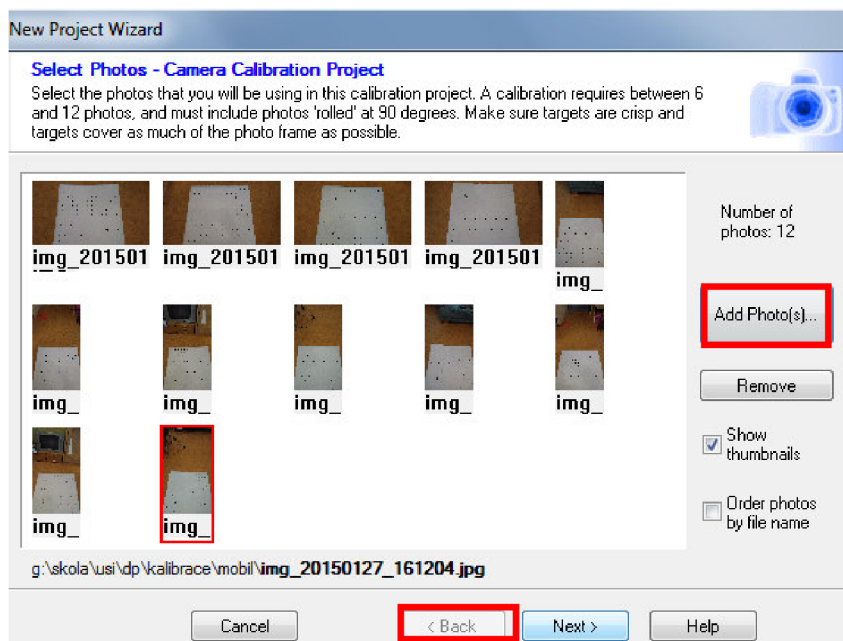 New Project Wizard
Select Photos - Camera Calibration Project
Select the photos that you will be using in this calibration project. A calibration requires between 6
and 12 photos, and must include photos 'rolled' at 90 degrees. Make sure targets are crisp and
targets cover as much of the photo frame as possible.
img_201501 img_201501 img_201501 img_201501 img_
img_ img_ img_ img_ img_
img_ img_
Number of
photos: 12
Add Photo(s)...
Remove
Show
thumbnails
Order photos
by file name
g:\skola\usi\dp\kalibrace\mobil\img_20150127_161204.jpg
Cancel < Back Next > Help